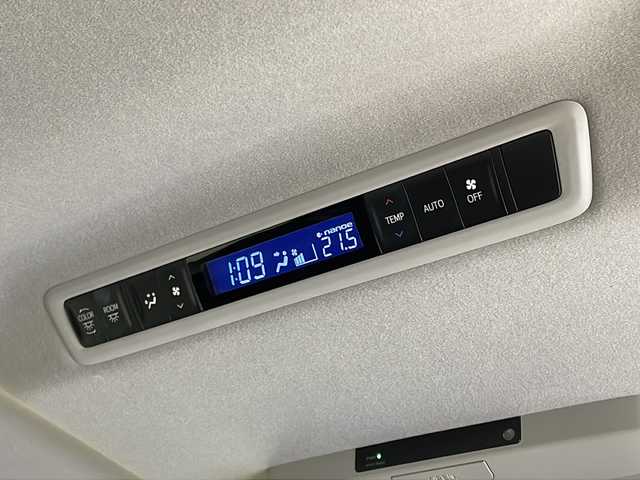 COLOR
ROOM
1:09
nanoe
21.5
TEMP
AUTO
OFF